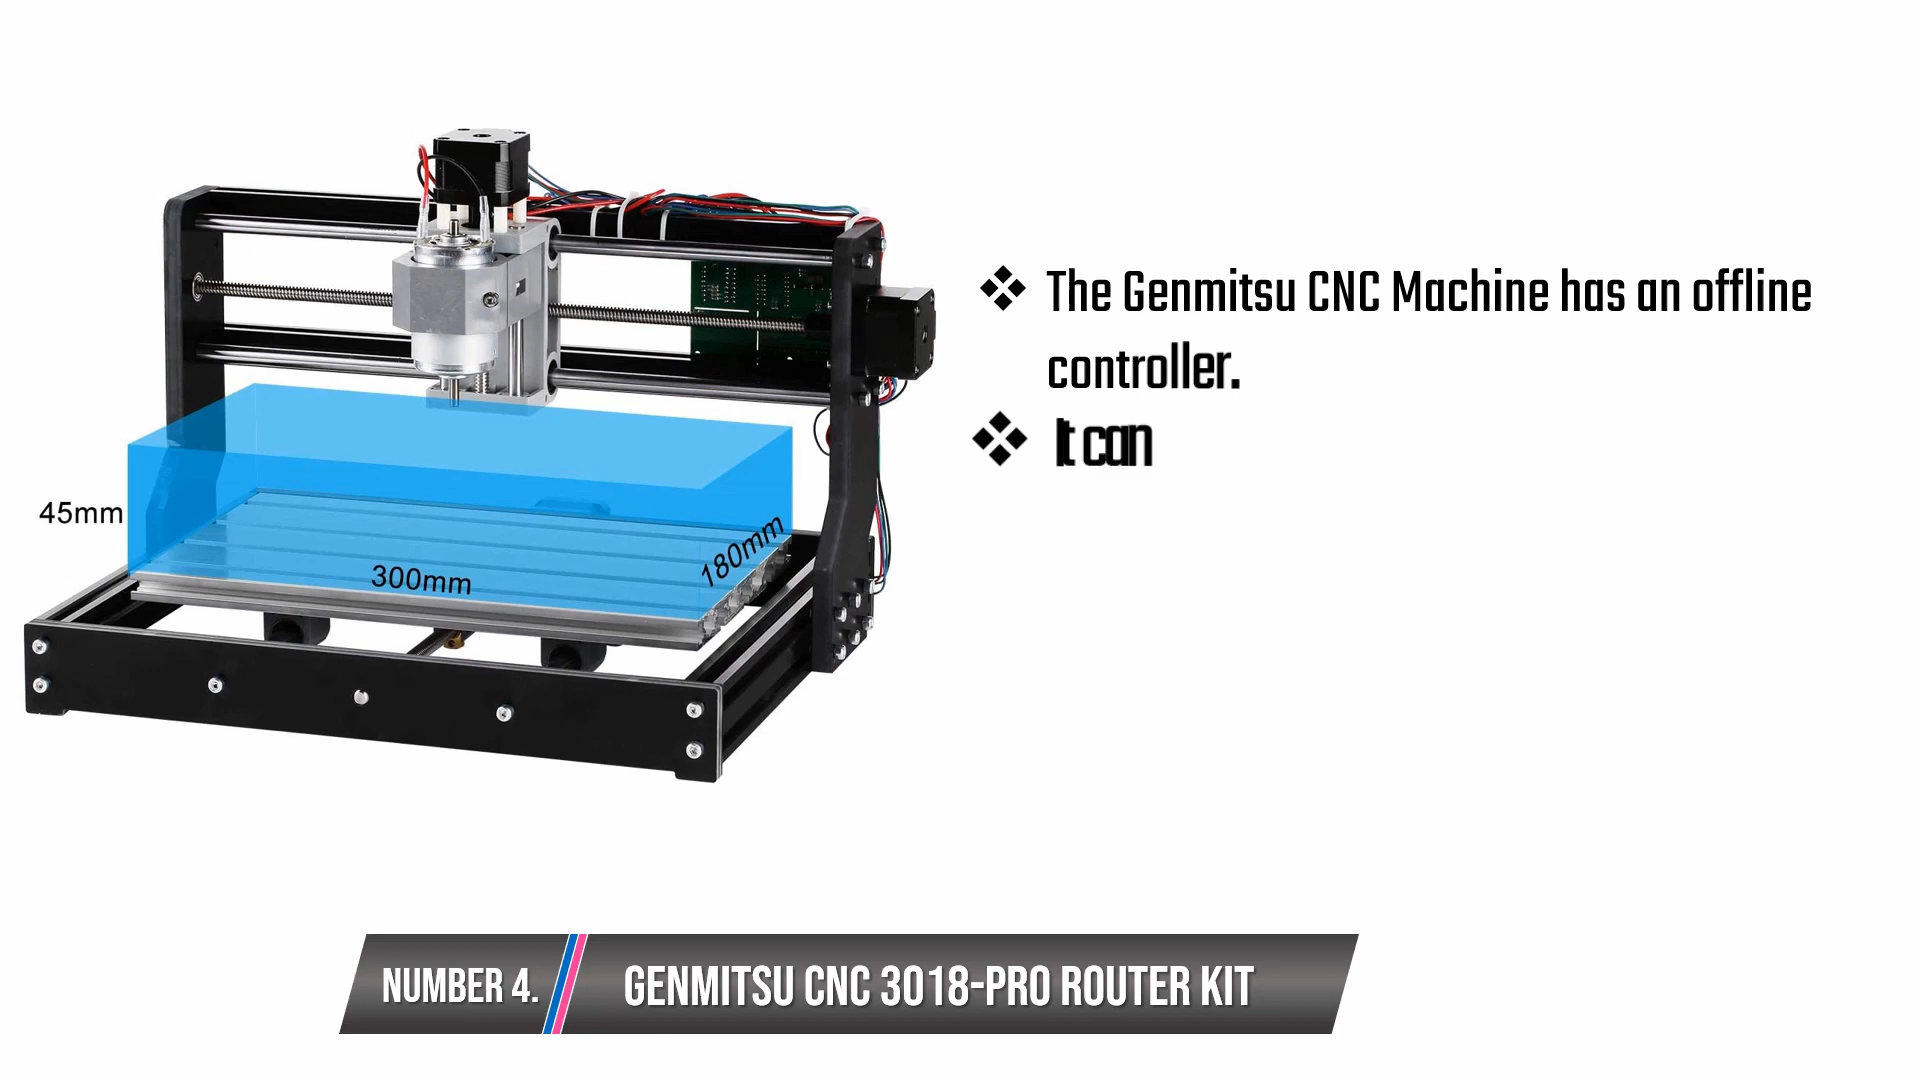 The Genmitsu CNC Machine has an offline
controller.
It can
45mm
300mm
180mm
NUMBER 4. GENMITSU CNC 3018-PRO ROUTER KIT